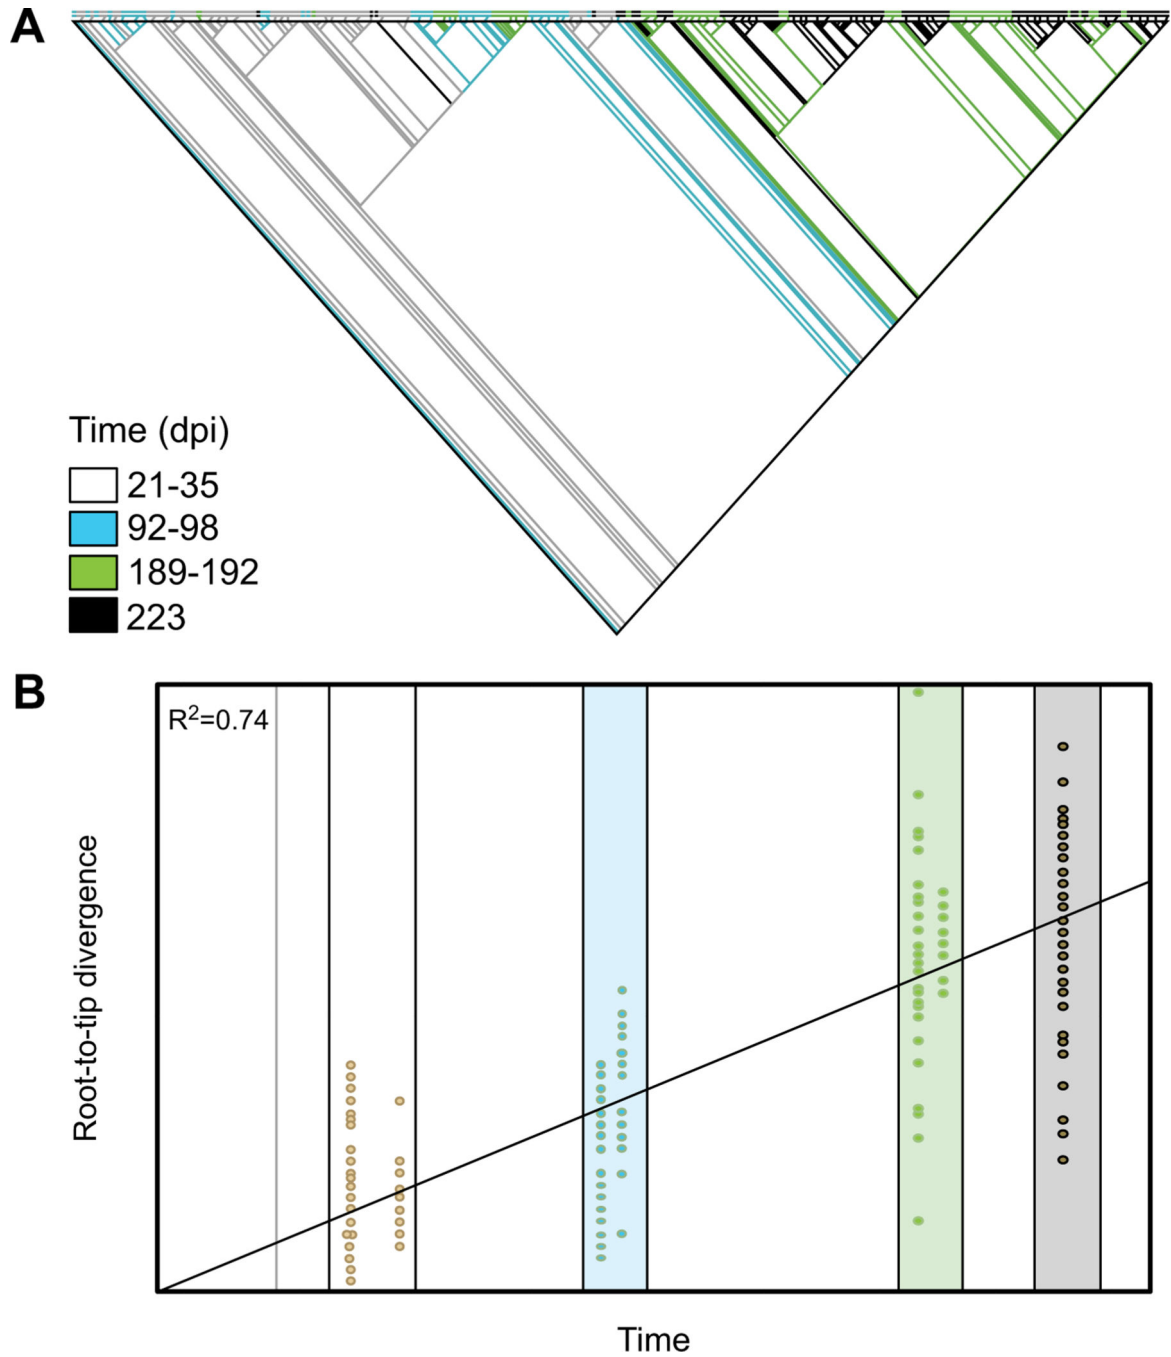 A
Time (dpi)
21-35
92-98
189-192
223
B
R²=0.74
Root-to-tip divergence
Time